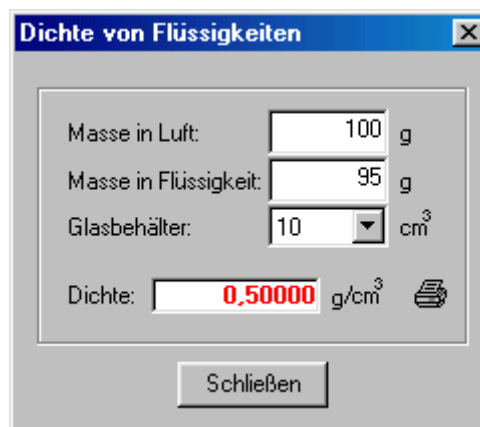 Dichte von Flüssigkeiten
Masse in Luft: 100 g
Masse in Flüssigkeit: 95 g
Glasbehälter: 10 cm³
Dichte: 0,50000 g/cm³
Schließen